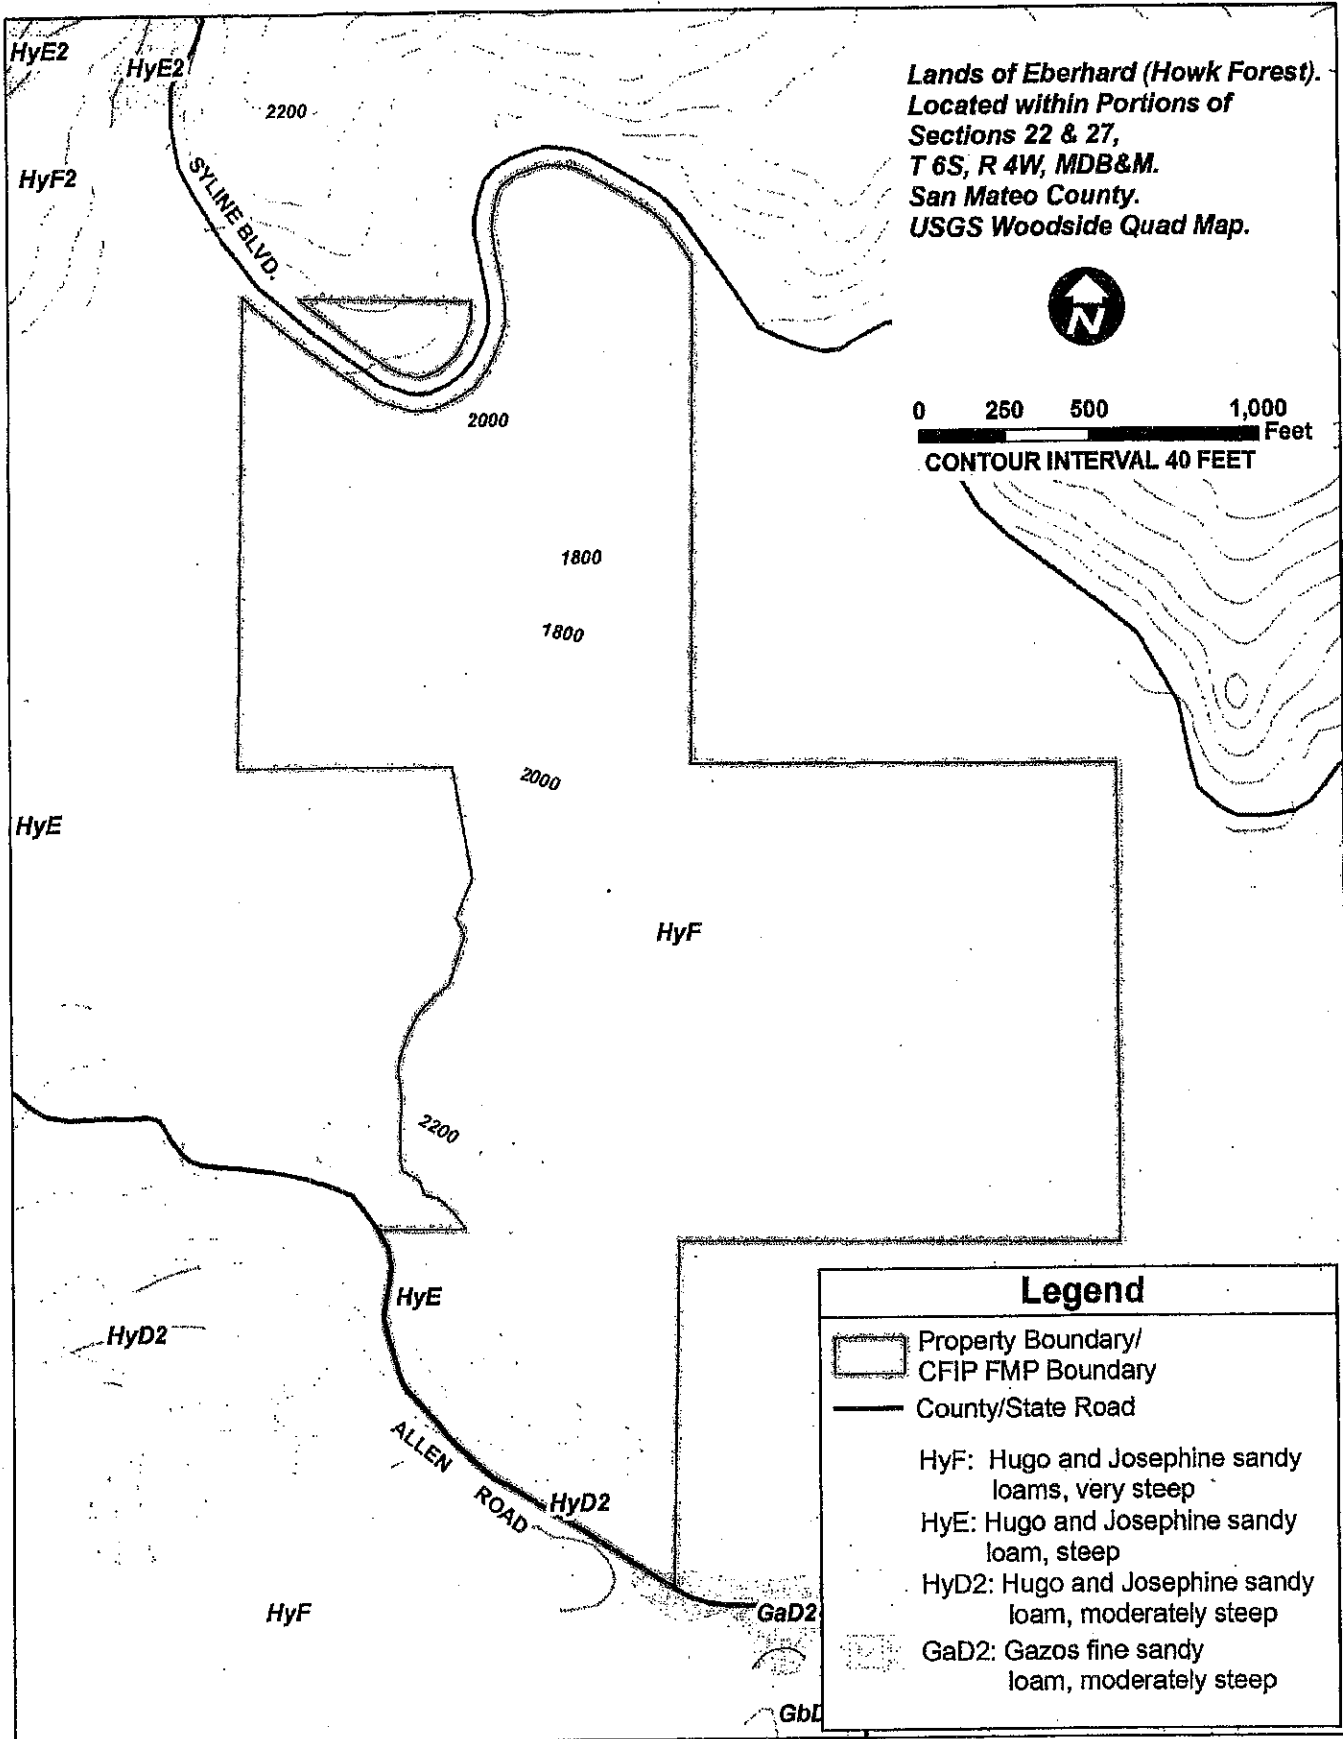 HyE2
HyE2
2200
HyF2
SYLINE BLVD.
Lands of Eberhard (Howk Forest).
Located within Portions of
Sections 22 & 27,
T 6S, R 4W, MDB&M.
San Mateo County.
USGS Woodside Quad Map.
N
0 250 500 1,000
Feet
CONTOUR INTERVAL 40 FEET
2000
1800
1800
2000
HyE
HyF
2200
HyE
HyD2
ALLEN
ROAD
HyD2
HyF
GaD2
GbD
Legend
Property Boundary/
CFIP FMP Boundary
County/State Road
HyF: Hugo and Josephine sandy
loams, very steep
HyE: Hugo and Josephine sandy
loam, steep
HyD2: Hugo and Josephine sandy
loam, moderately steep
GaD2: Gazos fine sandy
loam, moderately steep